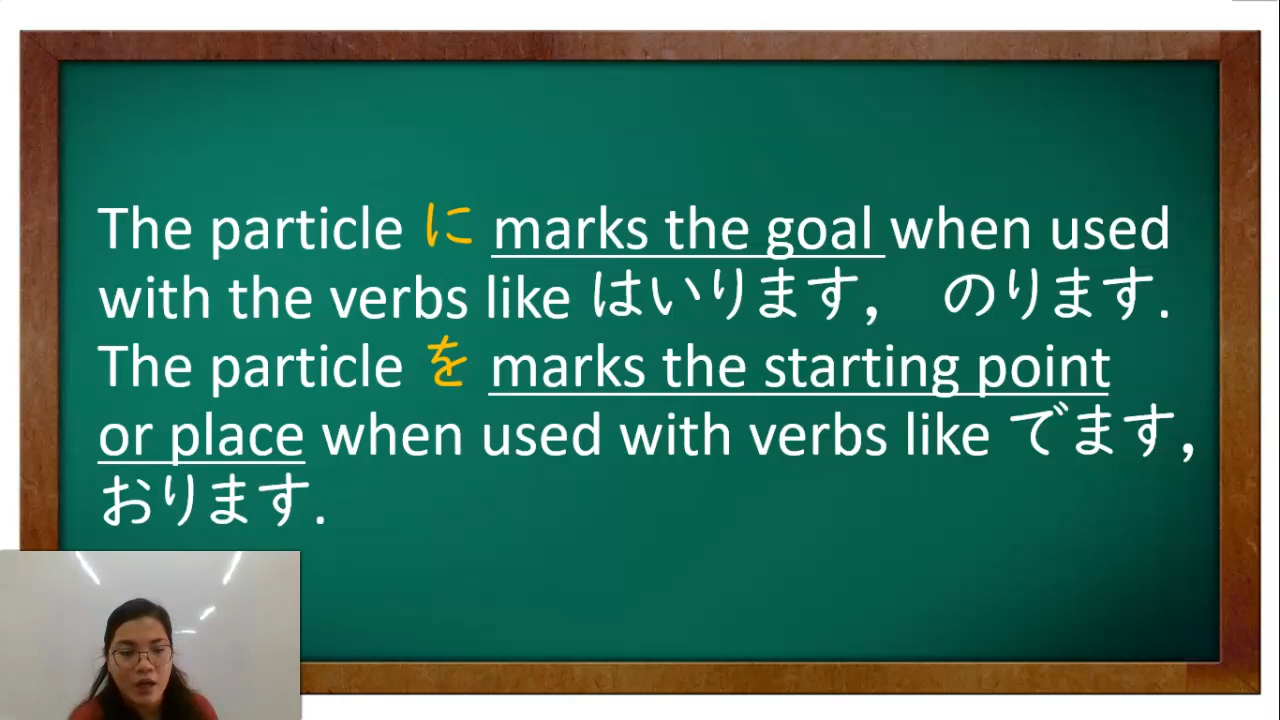 The particle に marks the goal when used
with the verbs like はいります,　のります.
The particle を marks the starting point
or place when used with verbs like でます,
おります.